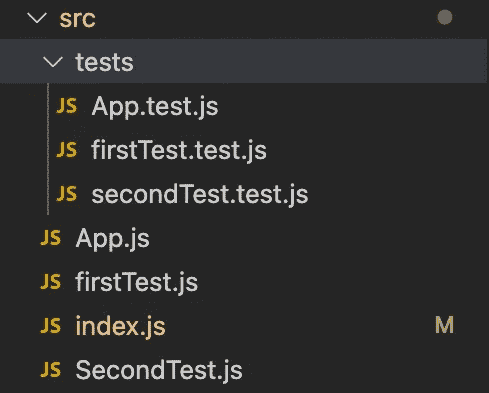 src
tests
JS App.test.js
JS firstTest.test.js
JS secondTest.test.js
JS App.js
JS firstTest.js
JS index.js M
JS SecondTest.js